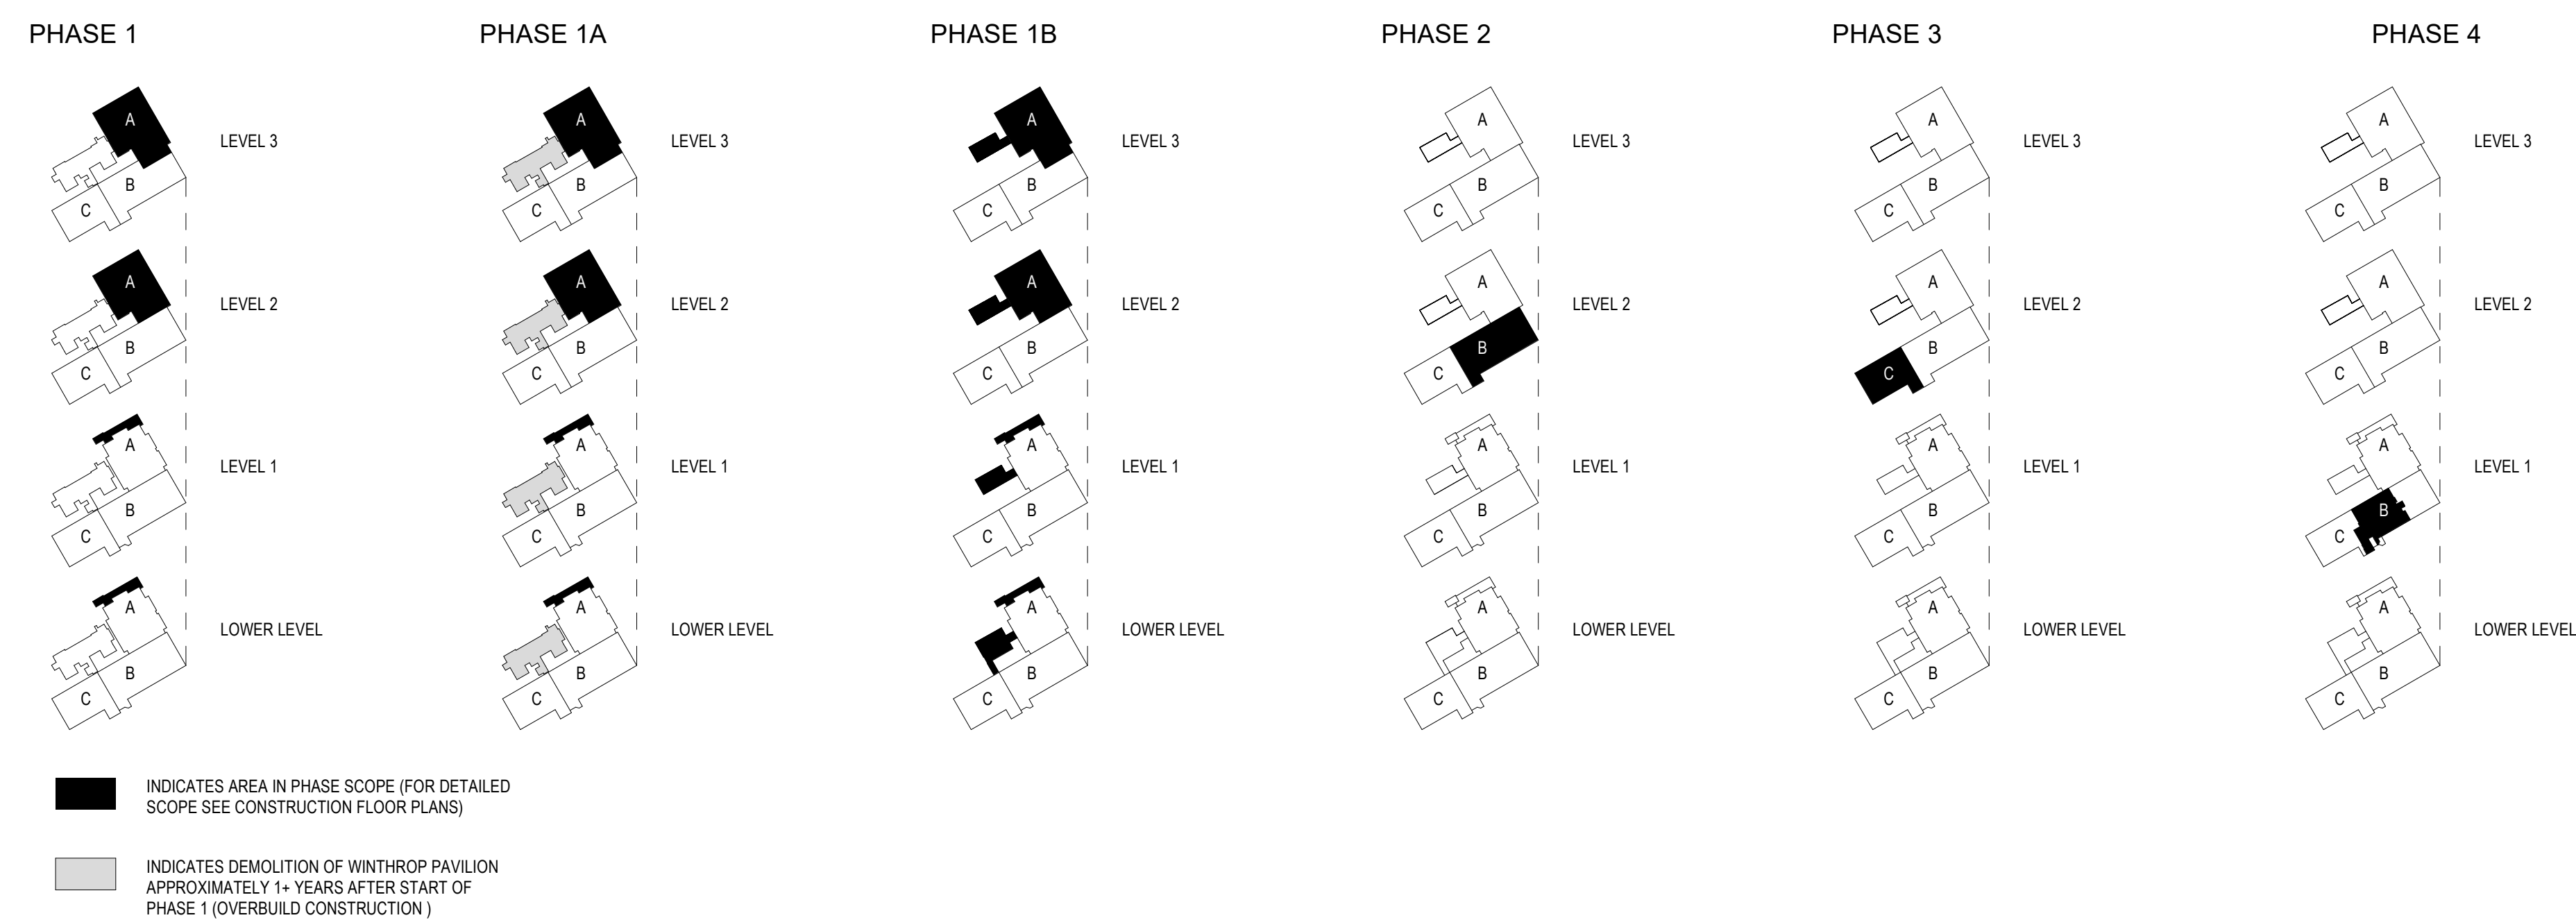 PHASE 1
A
B
C
LEVEL 3
A
B
C
LEVEL 2
A
B
C
LEVEL 1
A
B
C
LOWER LEVEL
PHASE 1A
A
B
C
LEVEL 3
A
B
C
LEVEL 2
A
B
C
LEVEL 1
A
B
C
LOWER LEVEL
PHASE 1B
A
B
C
LEVEL 3
A
B
C
LEVEL 2
A
B
C
LEVEL 1
A
B
C
LOWER LEVEL
PHASE 2
A
B
C
LEVEL 3
A
B
C
LEVEL 2
A
B
C
LEVEL 1
A
B
C
LOWER LEVEL
PHASE 3
A
B
C
LEVEL 3
A
B
C
LEVEL 2
A
B
C
LEVEL 1
A
B
C
LOWER LEVEL
PHASE 4
A
B
C
LEVEL 3
A
B
C
LEVEL 2
A
B
C
LEVEL 1
A
B
C
LOWER LEVEL
INDICATES AREA IN PHASE SCOPE (FOR DETAILED
SCOPE SEE CONSTRUCTION FLOOR PLANS)
INDICATES DEMOLITION OF WINTHROP PAVILION
APPROXIMATELY 1+ YEARS AFTER START OF
PHASE 1 (OVERBUILD CONSTRUCTION )